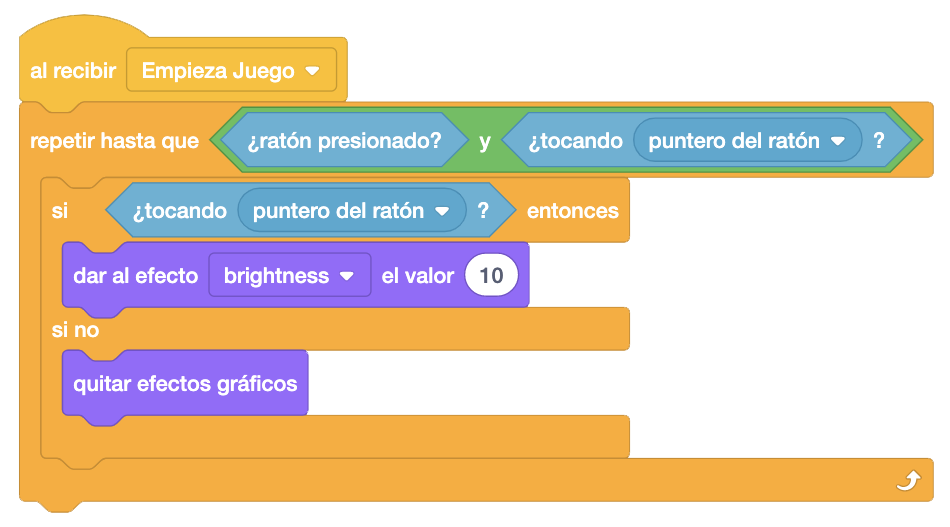 al recibir Empieza Juego
repetir hasta que ¿ratón presionado? y ¿tocando puntero del ratón ?
si ¿tocando puntero del ratón ? entonces
dar al efecto brightness el valor 10
si no
quitar efectos gráficos